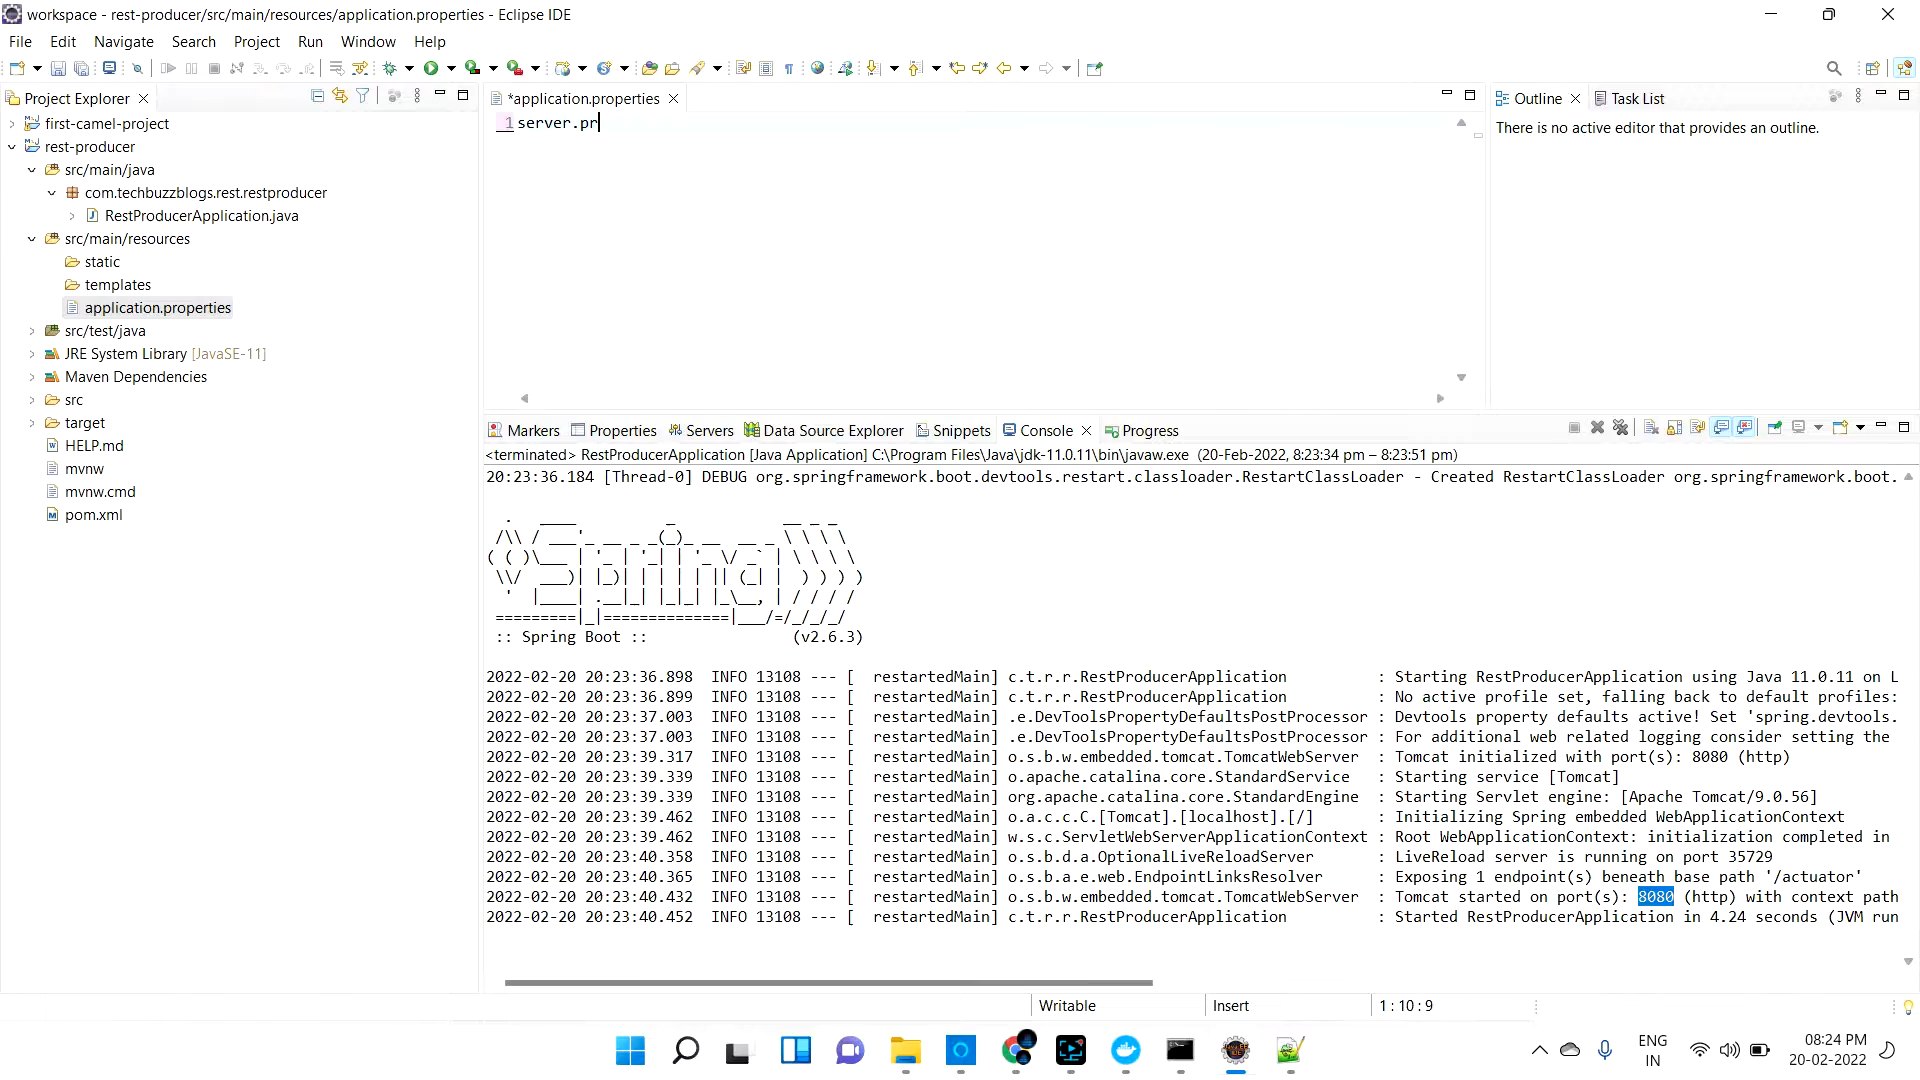 workspace - rest-producer/src/main/resources/application.properties - Eclipse IDE
File Edit Navigate Search Project Run Window Help
Project Explorer
*application.properties
Outline
Task List
first-camel-project
rest-producer
src/main/java
com.techbuzzblogs.rest.restproducer
RestProducerApplication.java
src/main/resources
static
templates
application.properties
src/test/java
JRE System Library [JavaSE-11]
Maven Dependencies
src
target
HELP.md
mvnw
mvnw.cmd
pom.xml
1 server.pr
There is no active editor that provides an outline.
Markers Properties Servers Data Source Explorer Snippets Console Progress
<terminated> RestProducerApplication [Java Application] C:\Program Files\Java\jdk-11.0.11\bin\javaw.exe (20-Feb-2022, 8:23:34 pm – 8:23:51 pm)
20:23:36.184 [Thread-0] DEBUG org.springframework.boot.devtools.restart.classloader.RestartClassLoader - Created RestartClassLoader org.springframework.boot.
  .   ____          _            __ _ _
 /\\ / ___'_ __ _ _(_)_ __  __ _ \ \ \ \
( ( )\___ | '_ | '_| | '_ \/ _` | \ \ \ \
 \\/  ___)| |_)| | | | | || (_| |  ) ) ) )
  '  |____| .__|_| |_|_| |_\__, | / / / /
 =========|_|==============|___/=/_/_/_/
 :: Spring Boot ::                (v2.6.3)
2022-02-20 20:23:36.898  INFO 13108 --- [  restartedMain] c.t.r.r.RestProducerApplication          : Starting RestProducerApplication using Java 11.0.11 on L
2022-02-20 20:23:36.899  INFO 13108 --- [  restartedMain] c.t.r.r.RestProducerApplication          : No active profile set, falling back to default profiles:
2022-02-20 20:23:37.003  INFO 13108 --- [  restartedMain] .e.DevToolsPropertyDefaultsPostProcessor : Devtools property defaults active! Set 'spring.devtools.
2022-02-20 20:23:37.003  INFO 13108 --- [  restartedMain] .e.DevToolsPropertyDefaultsPostProcessor : For additional web related logging consider setting the
2022-02-20 20:23:39.317  INFO 13108 --- [  restartedMain] o.s.b.w.embedded.tomcat.TomcatWebServer  : Tomcat initialized with port(s): 8080 (http)
2022-02-20 20:23:39.339  INFO 13108 --- [  restartedMain] o.apache.catalina.core.StandardService   : Starting service [Tomcat]
2022-02-20 20:23:39.339  INFO 13108 --- [  restartedMain] org.apache.catalina.core.StandardEngine  : Starting Servlet engine: [Apache Tomcat/9.0.56]
2022-02-20 20:23:39.462  INFO 13108 --- [  restartedMain] o.a.c.c.C.[Tomcat].[localhost].[/]       : Initializing Spring embedded WebApplicationContext
2022-02-20 20:23:39.462  INFO 13108 --- [  restartedMain] w.s.c.ServletWebServerApplicationContext : Root WebApplicationContext: initialization completed in
2022-02-20 20:23:40.358  INFO 13108 --- [  restartedMain] o.s.b.d.a.OptionalLiveReloadServer       : LiveReload server is running on port 35729
2022-02-20 20:23:40.365  INFO 13108 --- [  restartedMain] o.s.b.a.e.web.EndpointLinksResolver      : Exposing 1 endpoint(s) beneath base path '/actuator'
2022-02-20 20:23:40.432  INFO 13108 --- [  restartedMain] o.s.b.w.embedded.tomcat.TomcatWebServer  : Tomcat started on port(s): 8080 (http) with context path
2022-02-20 20:23:40.452  INFO 13108 --- [  restartedMain] c.t.r.r.RestProducerApplication          : Started RestProducerApplication in 4.24 seconds (JVM run
Writable Insert 1 : 10 : 9
ENG
IN
08:24 PM
20-02-2022